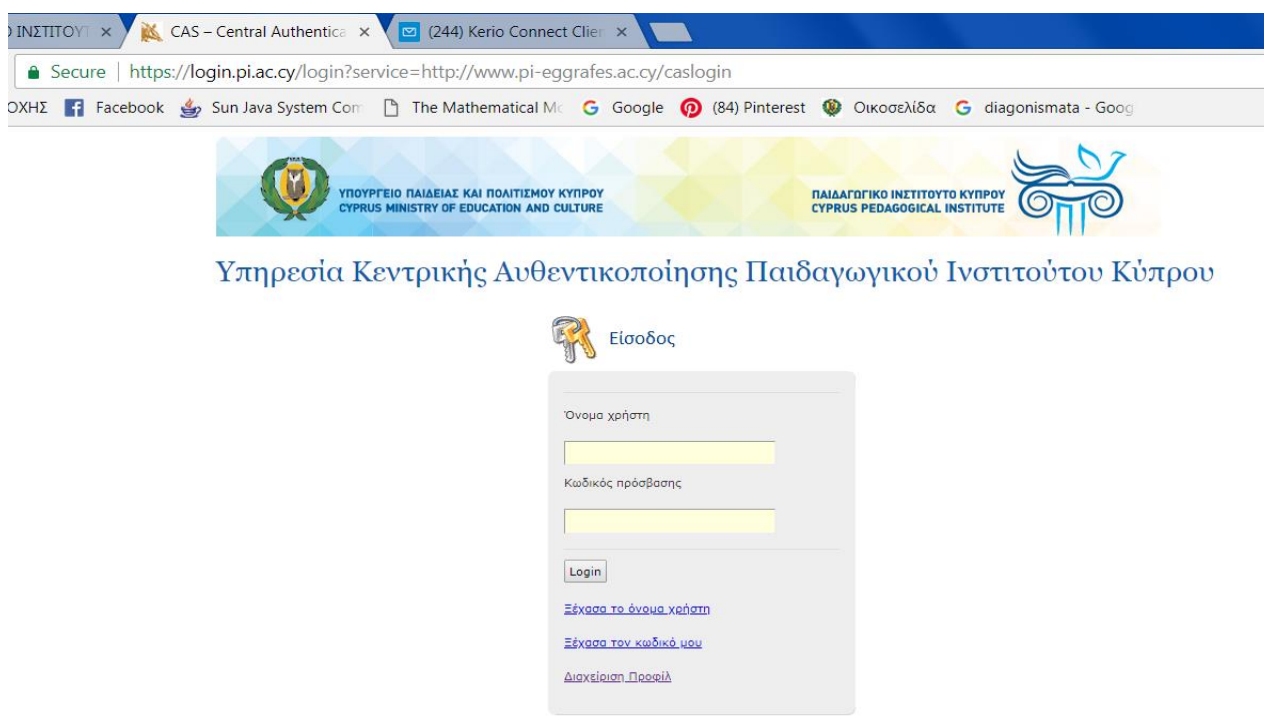 ΙΝΣΤΙΤΟΥΤ
CAS – Central Authentica
(244) Kerio Connect Clien
Secure | https://login.pi.ac.cy/login?service=http://www.pi-eggrafes.ac.cy/caslogin
ΟΧΗΣ Facebook Sun Java System Com The Mathematical Mo Google (84) Pinterest Οικοσελίδα diagonismata - Goog
ΥΠΟΥΡΓΕΙΟ ΠΑΙΔΕΙΑΣ ΚΑΙ ΠΟΛΙΤΙΣΜΟΥ ΚΥΠΡΟΥ
CYPRUS MINISTRY OF EDUCATION AND CULTURE
ΠΑΙΔΑΓΩΓΙΚΟ ΙΝΣΤΙΤΟΥΤΟ ΚΥΠΡΟΥ
CYPRUS PEDAGOGICAL INSTITUTE
Υπηρεσία Κεντρικής Αυθεντικοποίησης Παιδαγωγικού Ινστιτούτου Κύπρου
Είσοδος
Όνομα χρήστη
Κωδικός πρόσβασης
Login
Ξέχασα το όνομα χρήστη
Ξέχασα τον κωδικό μου
Διαχείριση Προφίλ